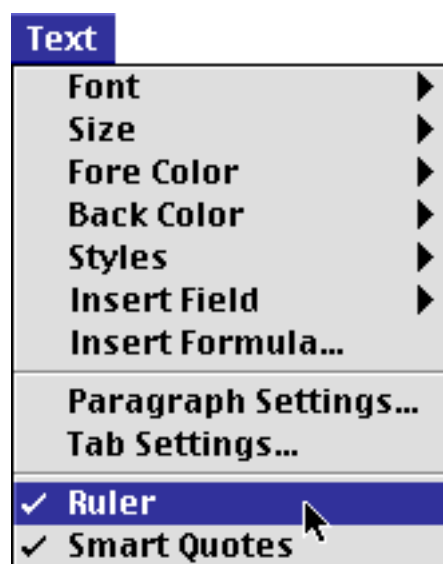 Text
Font
Size
Fore Color
Back Color
Styles
Insert Field
Insert Formula...
Paragraph Settings...
Tab Settings...
Ruler
Smart Quotes